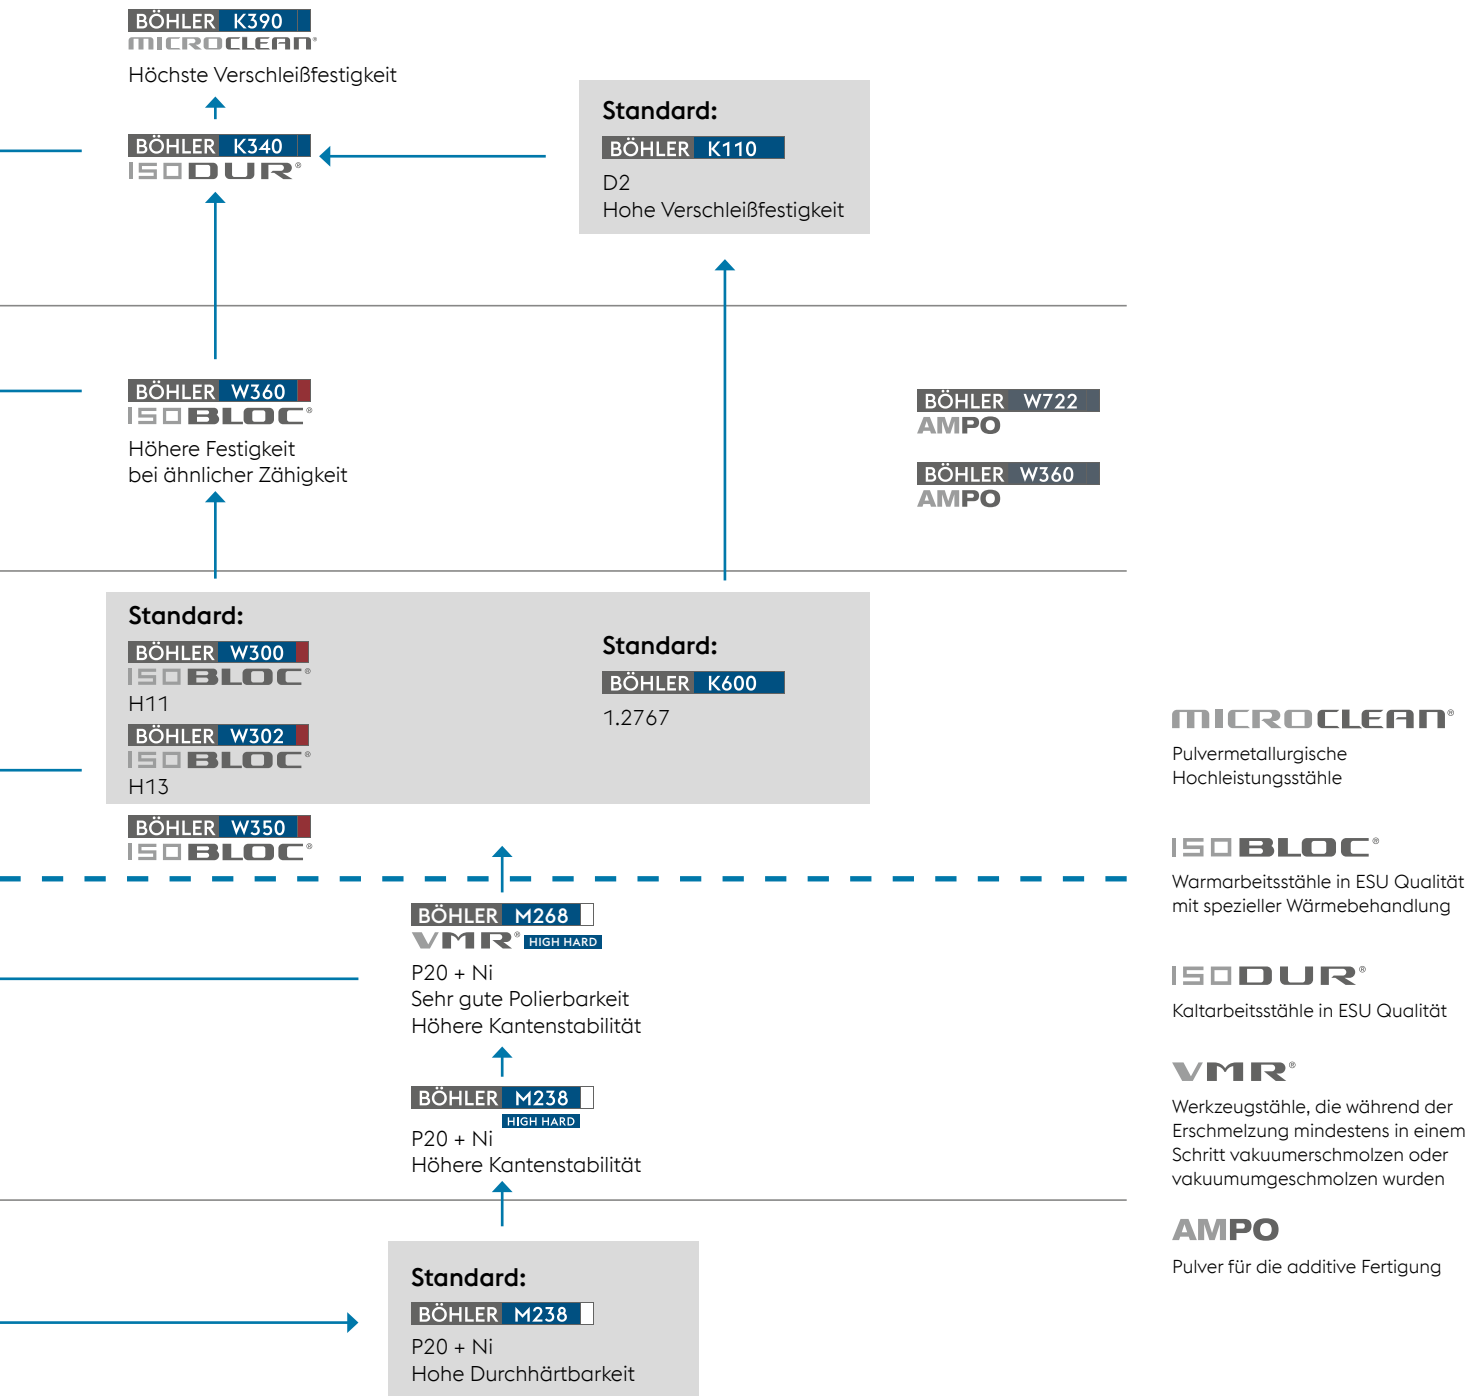 BÖHLER K390
MICROCLEAN®
Höchste Verschleißfestigkeit
BÖHLER K340
ISODUR®
Standard:
BÖHLER K110
D2
Hohe Verschleißfestigkeit
BÖHLER W360
ISOBLOC®
Höhere Festigkeit
bei ähnlicher Zähigkeit
BÖHLER W722
AMPO
BÖHLER W360
AMPO
Standard:
BÖHLER W300
ISOBLOC®
H11
BÖHLER W302
ISOBLOC®
H13
Standard:
BÖHLER K600
1.2767
BÖHLER W350
ISOBLOC®
BÖHLER M268
VMR® HIGH HARD
P20 + Ni
Sehr gute Polierbarkeit
Höhere Kantenstabilität
BÖHLER M238
HIGH HARD
P20 + Ni
Höhere Kantenstabilität
Standard:
BÖHLER M238
P20 + Ni
Hohe Durchhärtbarkeit
MICROCLEAN®
Pulvermetallurgische
Hochleistungsstähle
ISOBLOC®
Warmarbeitsstähle in ESU Qualität
mit spezieller Wärmebehandlung
ISODUR®
Kaltarbeitsstähle in ESU Qualität
VMR®
Werkzeugstähle, die während der
Erschmelzung mindestens in einem
Schritt vakuumerschmolzen oder
vakuumumgeschmolzen wurden
AMPO
Pulver für die additive Fertigung